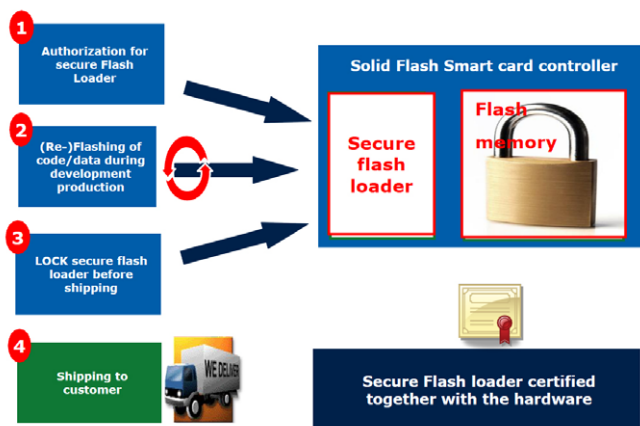 1
Authorization for
secure Flash
Loader
2
(Re-)Flashing of
code/data during
development
production
3
LOCK secure flash
loader before
shipping
4
Shipping to
customer
WE DELIVER
Solid Flash Smart card controller
Secure
flash
loader
Flash
memory
Secure Flash loader certified
together with the hardware